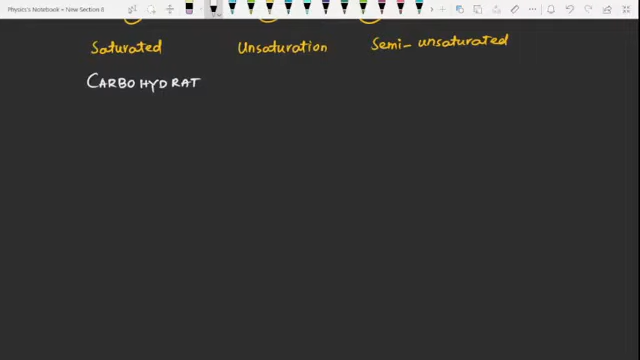 Physics's Notebook » New Section 8
Saturated Unsaturation Semi-unsaturated
CARBOHYDRAT